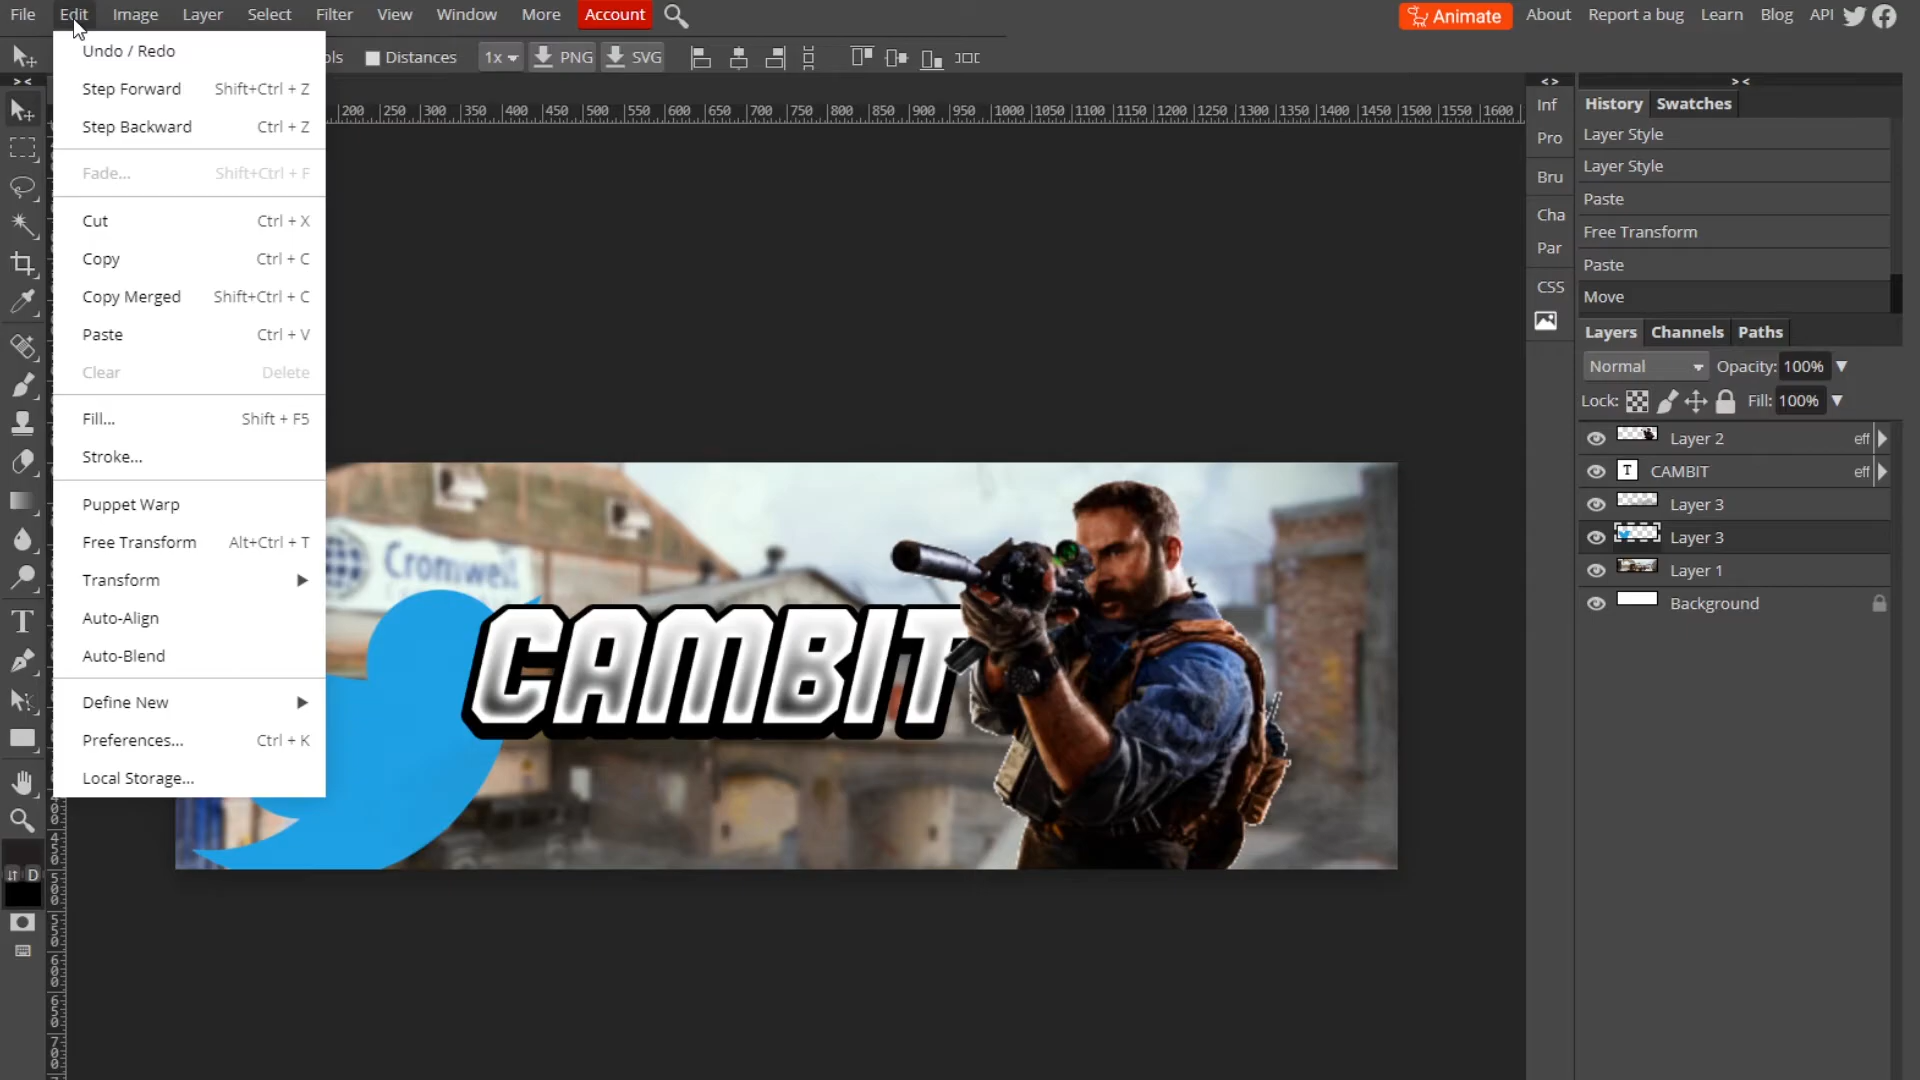 File Edit Image Layer Select Filter View Window More Account
Animate About Report a bug Learn Blog API
Distances 1x PNG SVG
Undo / Redo
Step Forward Shift+Ctrl + Z
Step Backward Ctrl + Z
Fade... Shift+Ctrl + F
Cut Ctrl + X
Copy Ctrl + C
Copy Merged Shift+Ctrl + C
Paste Ctrl + V
Clear Delete
Fill... Shift + F5
Stroke...
Puppet Warp
Free Transform Alt+Ctrl + T
Transform
Auto-Align
Auto-Blend
Define New
Preferences... Ctrl + K
Local Storage...
200 250 300 350 400 450 500 550 600 650 700 750 800 850 900 950 1000 1050 1100 1150 1200 1250 1300 1350 1400 1450 1500 1550 1600
Cromwell
CAMBIT
D
450
500
550
600
650
700
Inf
Pro
Bru
Cha
Par
CSS
History Swatches
Layer Style
Layer Style
Paste
Free Transform
Paste
Move
Layers Channels Paths
Normal Opacity: 100%
Lock: Fill: 100%
Layer 2 eff
T CAMBIT eff
Layer 3
Layer 3
Layer 1
Background